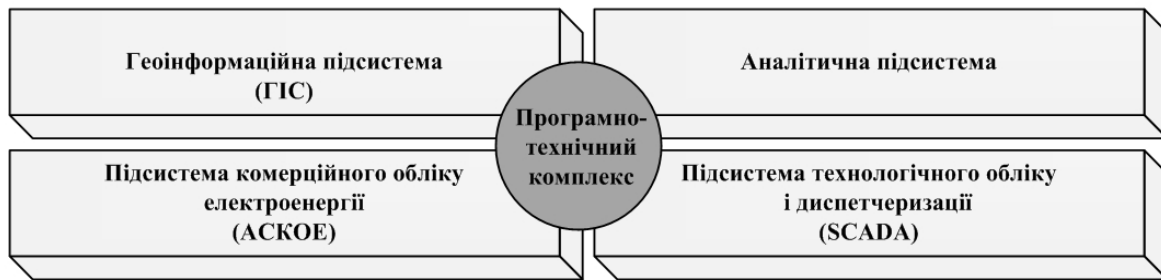 Геоінформаційна підсистема
(ГІС)
Аналітична підсистема
Програмно-
технічний
комплекс
Підсистема комерційного обліку
електроенергії
(АСКОЕ)
Підсистема технологічного обліку
і диспетчеризації
(SCADA)